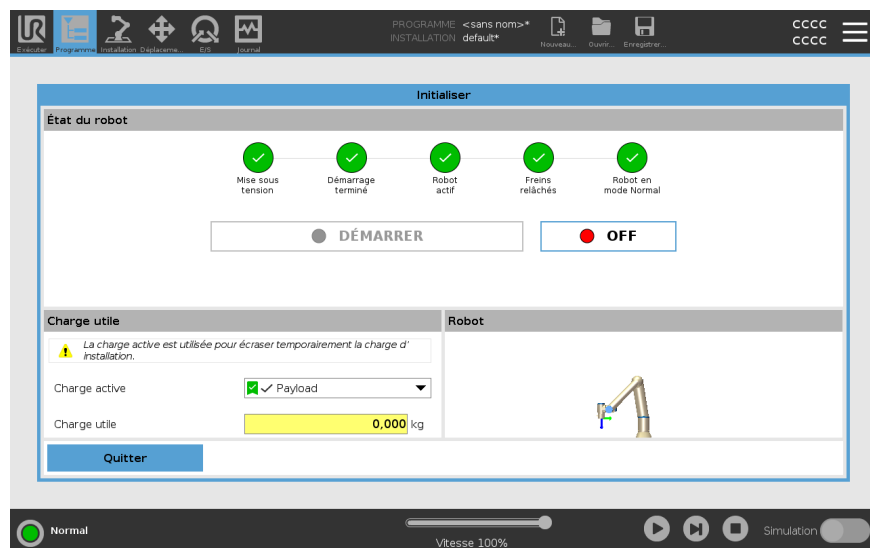 PROGRAMME <sans nom>*
INSTALLATION default*
CCCC
CCCC
Exécuter
Programme
Installation
Déplaceme...
E/S
Journal
Nouveau...
Ouvrir...
Enregistrer...
Initialiser
État du robot
Mise sous
tension
Démarrage
terminé
Robot
actif
Freins
relâchés
Robot en
mode Normal
DÉMARRER
OFF
Charge utile
Robot
La charge active est utilisée pour écraser temporairement la charge d'
installation.
Charge active
Payload
Charge utile
0,000 kg
Quitter
Normal
Vitesse 100%
Simulation